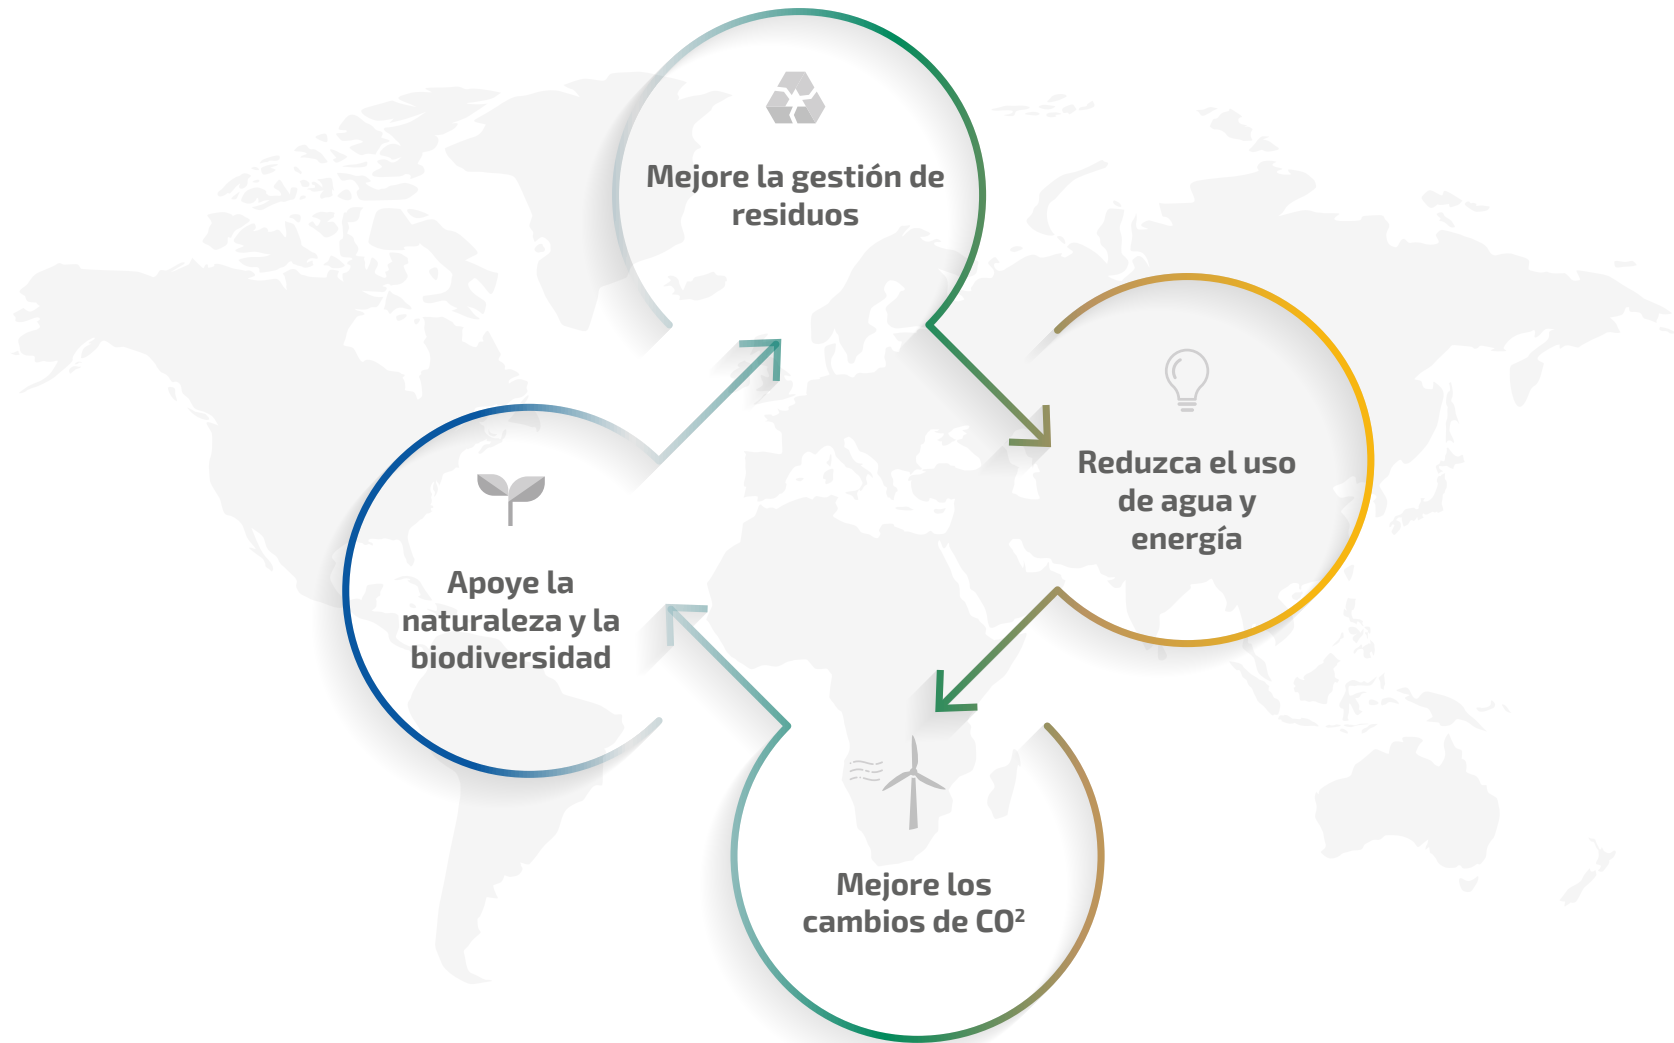 Mejore la gestión de
residuos
Reduzca el uso
de agua y
energía
Apoye la
naturaleza y la
biodiversidad
Mejore los
cambios de CO²